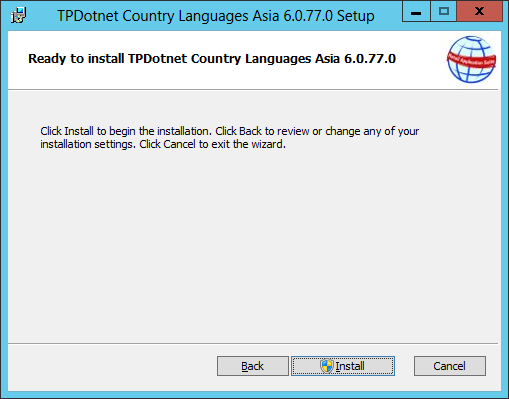 TPDotnet Country Languages Asia 6.0.77.0 Setup
Ready to install TPDotnet Country Languages Asia 6.0.77.0
Click Install to begin the installation. Click Back to review or change any of your
installation settings. Click Cancel to exit the wizard.
Back
Install
Cancel